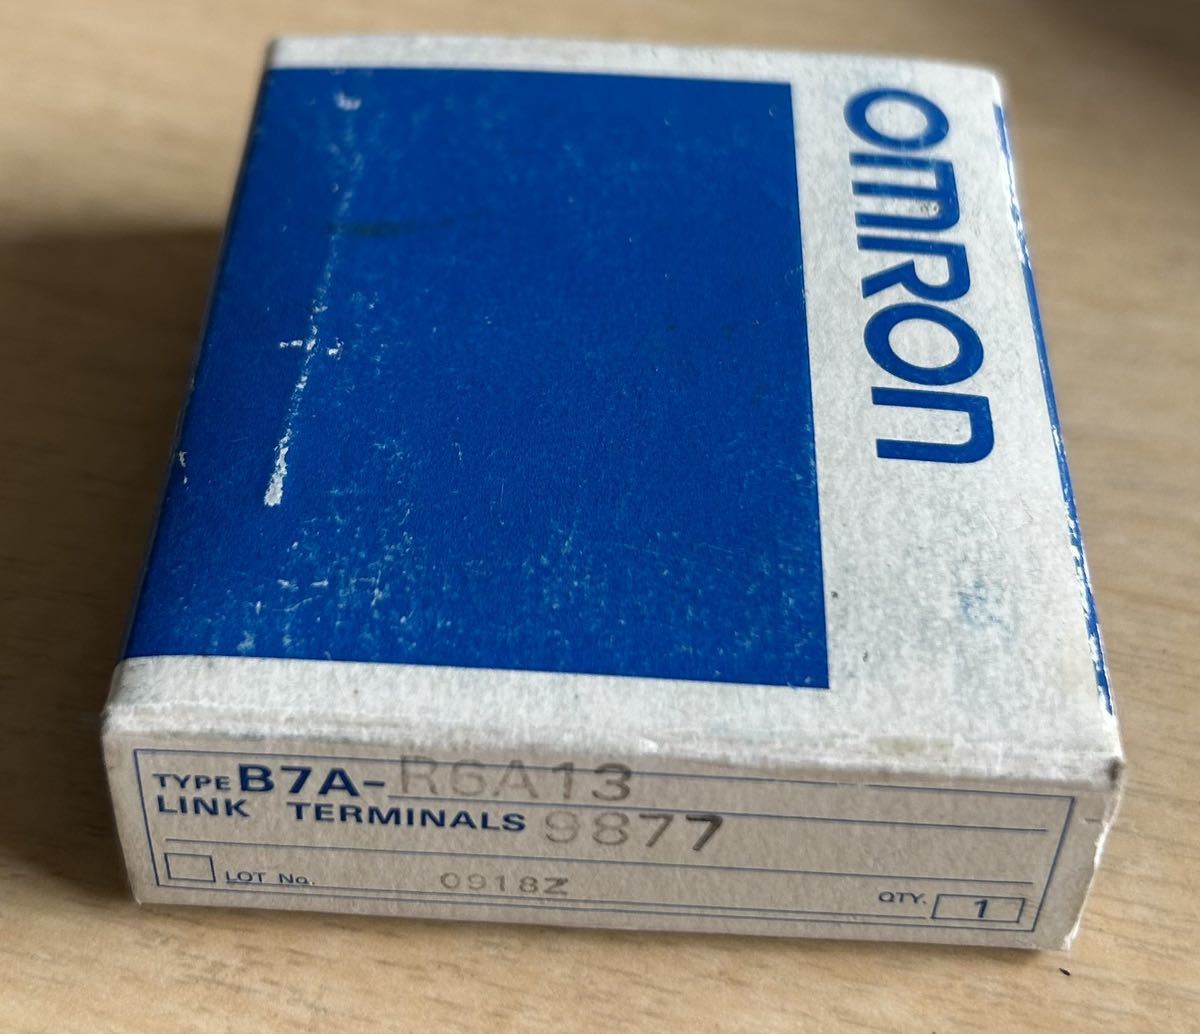 OMRON
TYPE B7A-R6A13
LINK TERMINALS 9877
LOT No. 0918Z
QTY. 1